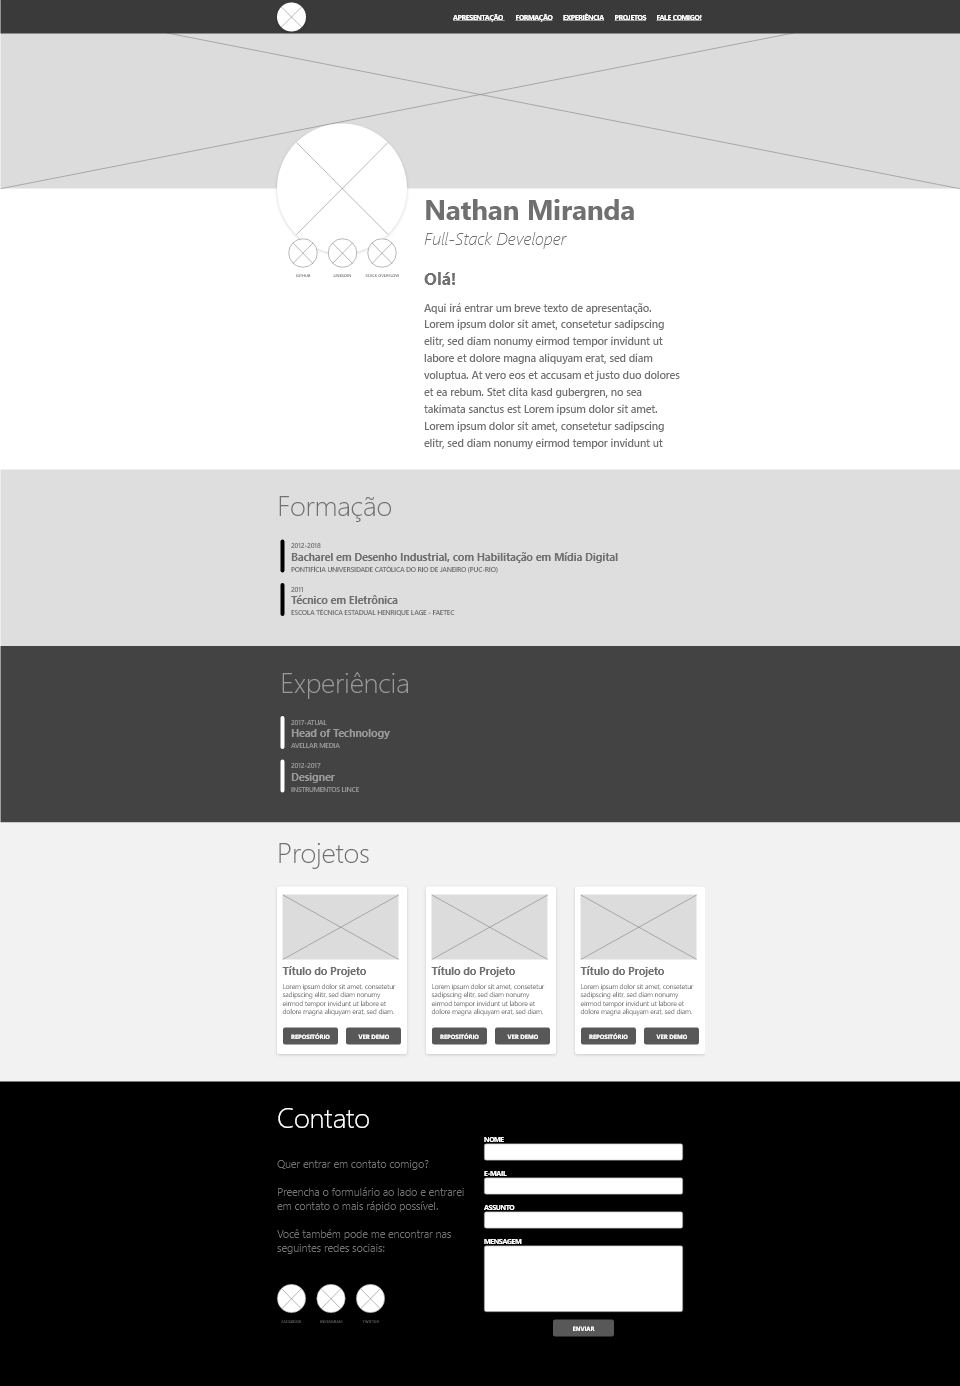 APRESENTAÇÃO FORMAÇÃO EXPERIÊNCIA PROJETOS FALE COMIGO!
Nathan Miranda
Full-Stack Developer
GITHUB LINKEDIN STACK OVERFLOW
Olá!
Aqui irá entrar um breve texto de apresentação.
Lorem ipsum dolor sit amet, consetetur sadipscing
elitr, sed diam nonumy eirmod tempor invidunt ut
labore et dolore magna aliquyam erat, sed diam
voluptua. At vero eos et accusam et justo duo dolores
et ea rebum. Stet clita kasd gubergren, no sea
takimata sanctus est Lorem ipsum dolor sit amet.
Lorem ipsum dolor sit amet, consetetur sadipscing
elitr, sed diam nonumy eirmod tempor invidunt ut
Formação
2012-2018
Bacharel em Desenho Industrial, com Habilitação em Mídia Digital
PONTIFÍCIA UNIVERSIDADE CATÓLICA DO RIO DE JANEIRO (PUC-RIO)
2011
Técnico em Eletrônica
ESCOLA TÉCNICA ESTADUAL HENRIQUE LAGE - FAETEC
Experiência
2017-ATUAL
Head of Technology
AVELLAR MEDIA
2012-2017
Designer
INSTRUMENTOS LINCE
Projetos
Título do Projeto
Lorem ipsum dolor sit amet, consetetur
sadipscing elitr, sed diam nonumy
eirmod tempor invidunt ut labore et
dolore magna aliquyam erat, sed diam.
REPOSITÓRIO VER DEMO
Título do Projeto
Lorem ipsum dolor sit amet, consetetur
sadipscing elitr, sed diam nonumy
eirmod tempor invidunt ut labore et
dolore magna aliquyam erat, sed diam.
REPOSITÓRIO VER DEMO
Título do Projeto
Lorem ipsum dolor sit amet, consetetur
sadipscing elitr, sed diam nonumy
eirmod tempor invidunt ut labore et
dolore magna aliquyam erat, sed diam.
REPOSITÓRIO VER DEMO
Contato
Quer entrar em contato comigo?
Preencha o formulário ao lado e entrarei
em contato o mais rápido possível.
Você também pode me encontrar nas
seguintes redes sociais:
FACEBOOK INSTAGRAM TWITTER
NOME
E-MAIL
ASSUNTO
MENSAGEM
ENVIAR